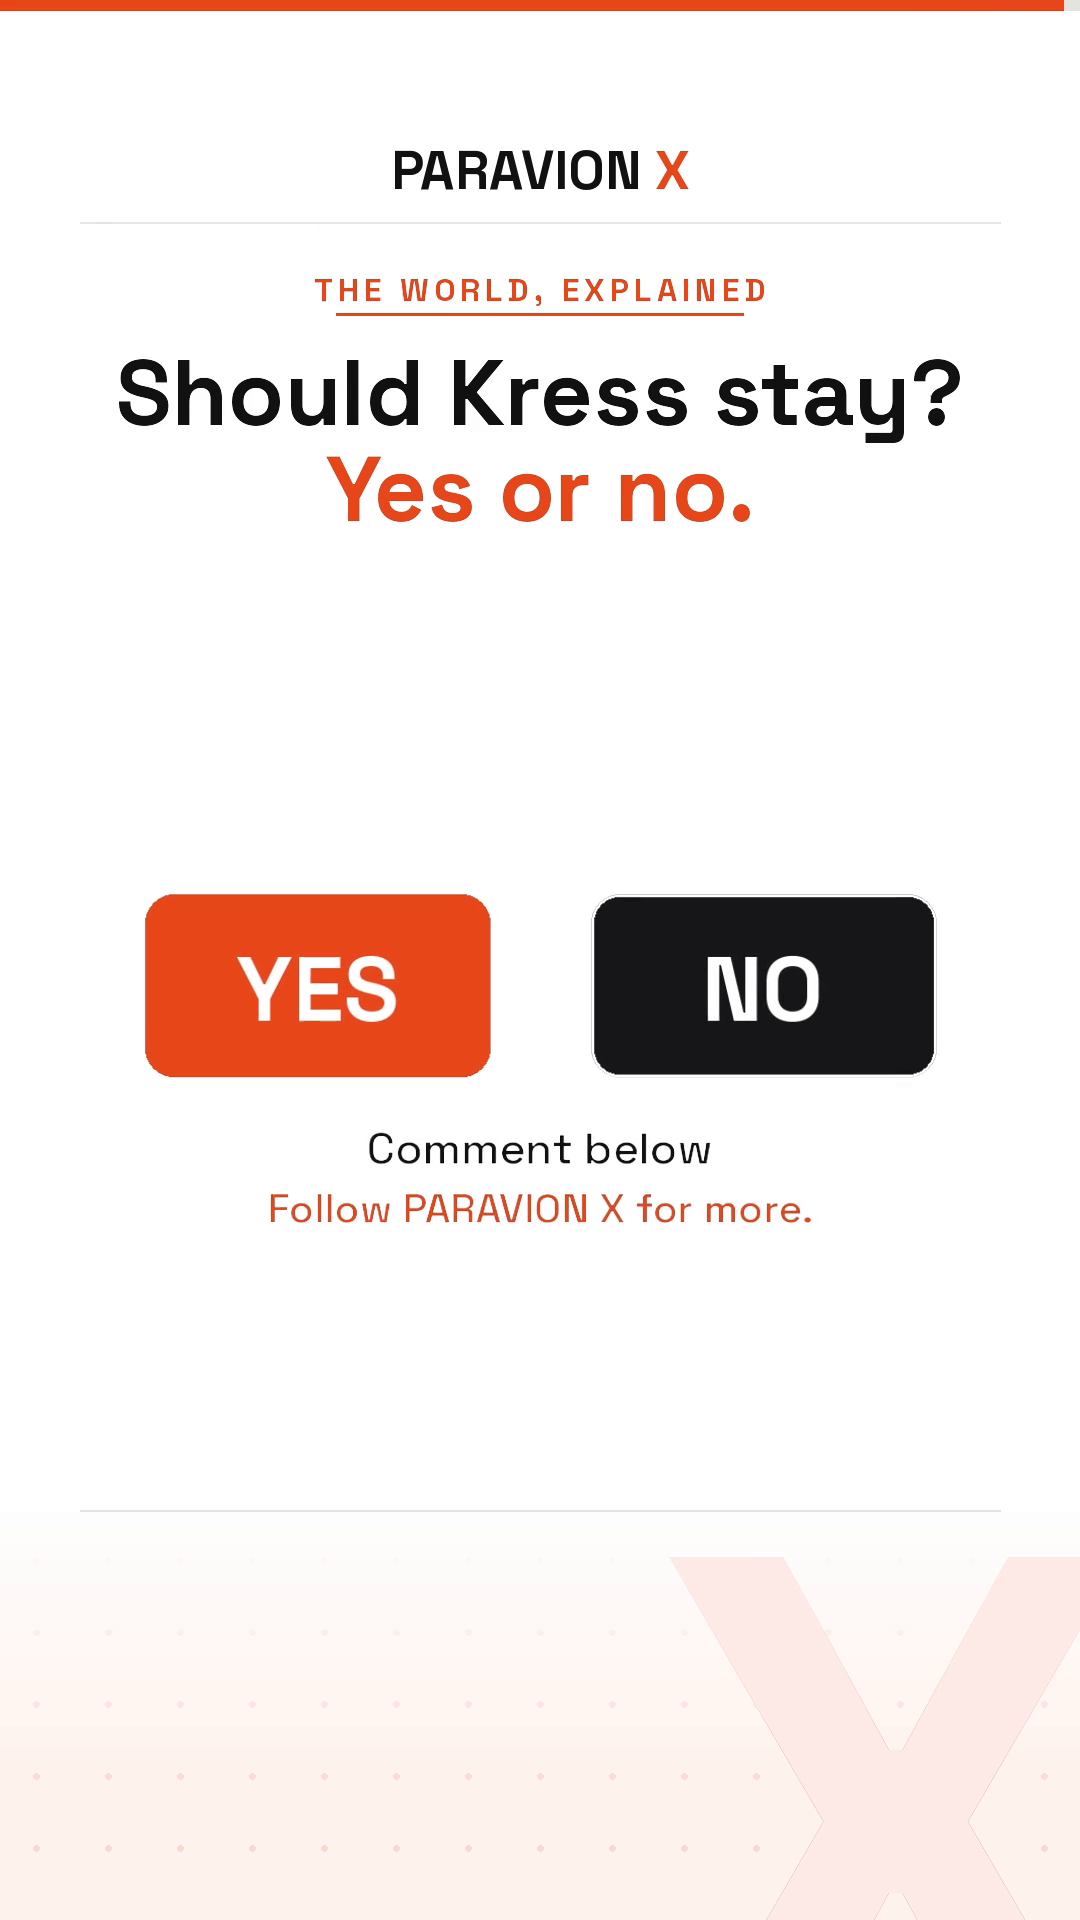 PARAVION X
THE WORLD, EXPLAINED
Should Kress stay?
Yes or no.
YES
NO
Comment below
Follow PARAVION X for more.
X